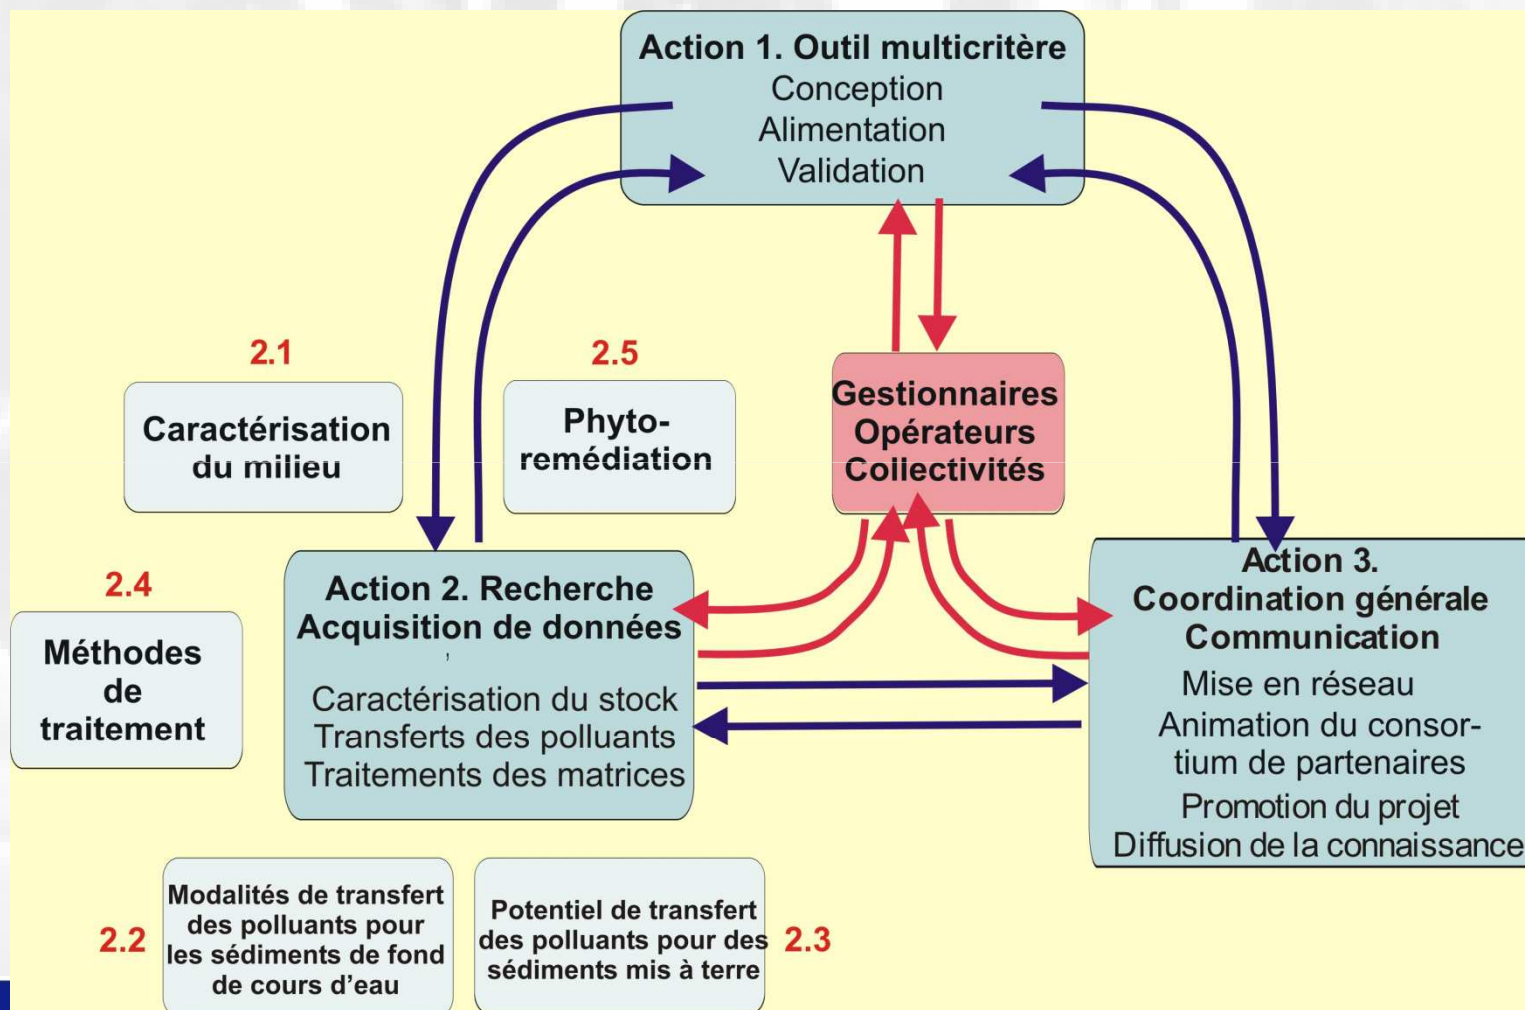 Action 1. Outil multicritère
Conception
Alimentation
Validation
2.1
Caractérisation
du milieu
2.5
Phyto-
remédiation
Gestionnaires
Opérateurs
Collectivités
2.4
Méthodes
de
traitement
Action 2. Recherche
Acquisition de données
,
Caractérisation du stock
Transferts des polluants
Traitements des matrices
Action 3.
Coordination générale
Communication
Mise en réseau
Animation du consor-
tium de partenaires
Promotion du projet
Diffusion de la connaissance
2.2
Modalités de transfert
des polluants pour
les sédiments de fond
de cours d’eau
Potentiel de transfert
des polluants pour des
sédiments mis à terre
2.3